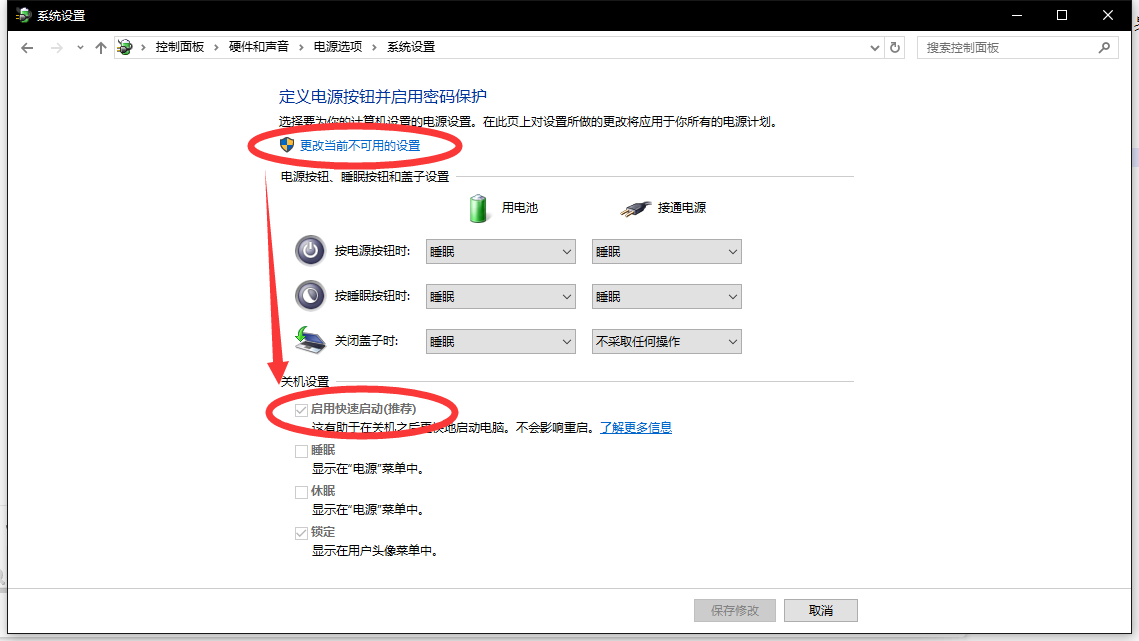 系统设置
控制面板 > 硬件和声音 > 电源选项 > 系统设置
搜索控制面板
定义电源按钮并启用密码保护
选择要为你的计算机设置的电源设置。在此页上对设置所做的更改将应用于你所有的电源计划。
更改当前不可用的设置
电源按钮、睡眠按钮和盖子设置
用电池 接通电源
按电源按钮时: 睡眠 睡眠
按睡眠按钮时: 睡眠 睡眠
关闭盖子时: 睡眠 不采取任何操作
关机设置
启用快速启动(推荐)
这有助于在关机之后更快地启动电脑。不会影响重启。了解更多信息
睡眠
显示在"电源"菜单中。
休眠
显示在"电源"菜单中。
锁定
显示在用户头像菜单中。
保存修改 取消